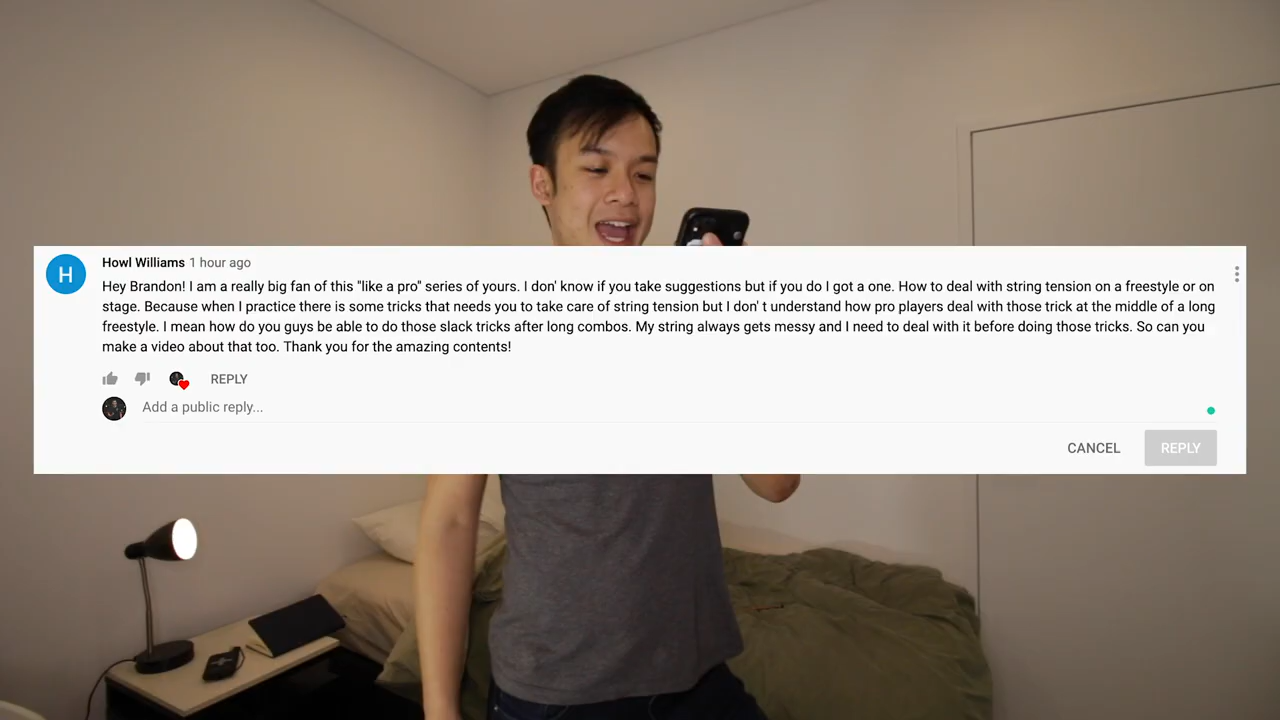 Howl Williams 1 hour ago
Hey Brandon! I am a really big fan of this "like a pro" series of yours. I don' know if you take suggestions but if you do I got a one. How to deal with string tension on a freestyle or on
stage. Because when I practice there is some tricks that needs you to take care of string tension but I don' t understand how pro players deal with those trick at the middle of a long
freestyle. I mean how do you guys be able to do those slack tricks after long combos. My string always gets messy and I need to deal with it before doing those tricks. So can you
make a video about that too. Thank you for the amazing contents!
REPLY
Add a public reply...
CANCEL REPLY
H